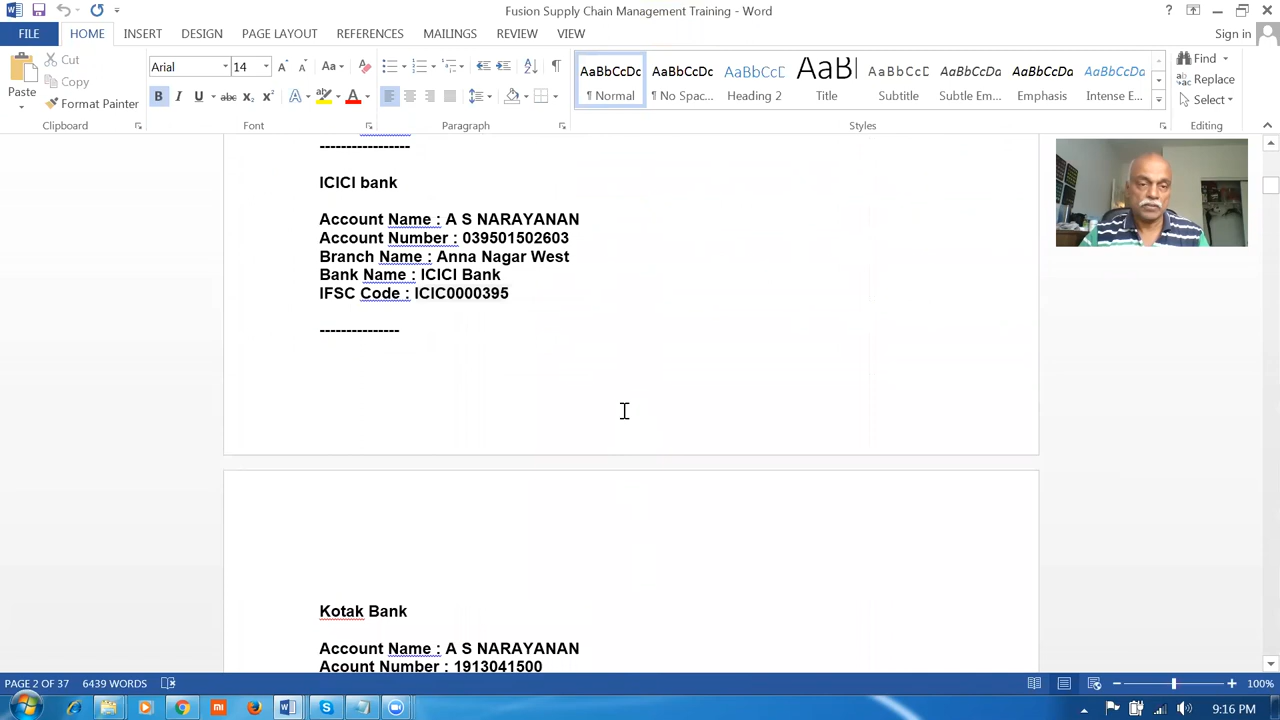 Fusion Supply Chain Management Training - Word
Sign in
FILE HOME INSERT DESIGN PAGE LAYOUT REFERENCES MAILINGS REVIEW VIEW
Paste
Cut
Copy
Format Painter
Clipboard
Arial 14
Font
Paragraph
AaBbCcDc AaBbCcDc AaBbCc AaB AaBbCcC AaBbCcDa AaBbCcDa AaBbCcDa
¶ Normal ¶ No Spac... Heading 2 Title Subtitle Subtle Em... Emphasis Intense E...
Styles
Find
Replace
Select
Editing
-----------------
ICICI bank
Account Name : A S NARAYANAN
Account Number : 039501502603
Branch Name : Anna Nagar West
Bank Name : ICICI Bank
IFSC Code : ICIC0000395
---------------
Kotak Bank
Account Name : A S NARAYANAN
Acount Number : 1913041500
PAGE 2 OF 37 6439 WORDS
100%
9:16 PM